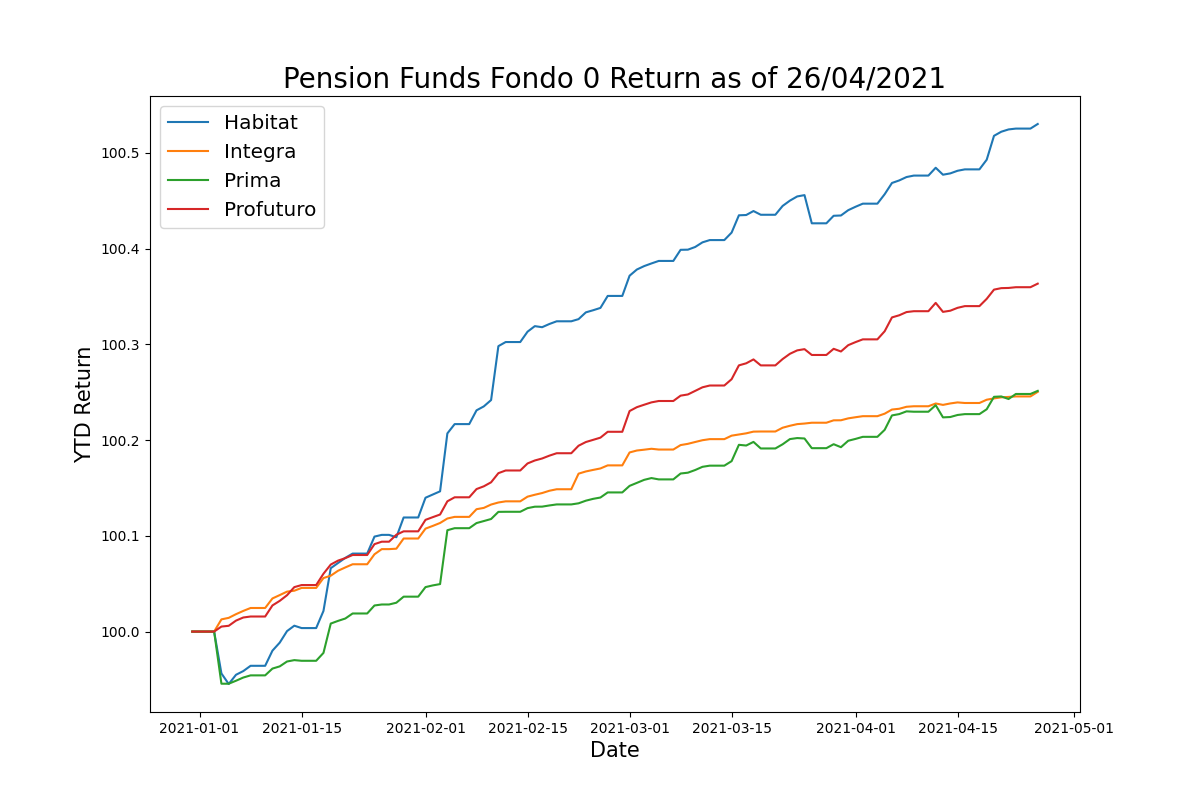 Pension Funds Fondo 0 Return as of 26/04/2021
Habitat
Integra
Prima
Profuturo
YTD Return
100.5
100.4
100.3
100.2
100.1
100.0
2021-01-01 2021-01-15 2021-02-01 2021-02-15 2021-03-01 2021-03-15 2021-04-01 2021-04-15 2021-05-01
Date